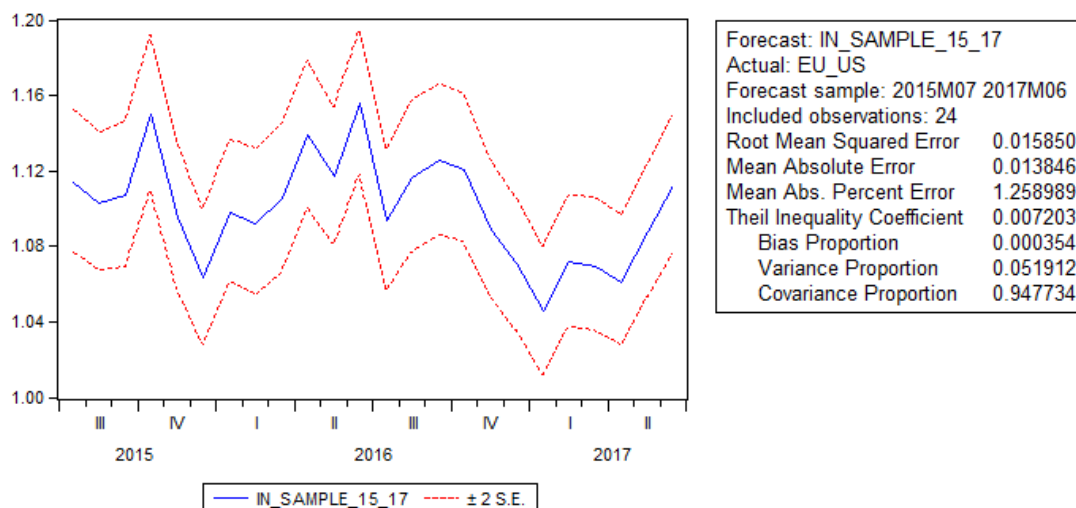 1.20
1.16
1.12
1.08
1.04
1.00
III IV I II III IV I II
2015 2016 2017
IN_SAMPLE_15_17 ± 2 S.E.
Forecast: IN_SAMPLE_15_17
Actual: EU_US
Forecast sample: 2015M07 2017M06
Included observations: 24
Root Mean Squared Error 0.015850
Mean Absolute Error 0.013846
Mean Abs. Percent Error 1.258989
Theil Inequality Coefficient 0.007203
Bias Proportion 0.000354
Variance Proportion 0.051912
Covariance Proportion 0.947734